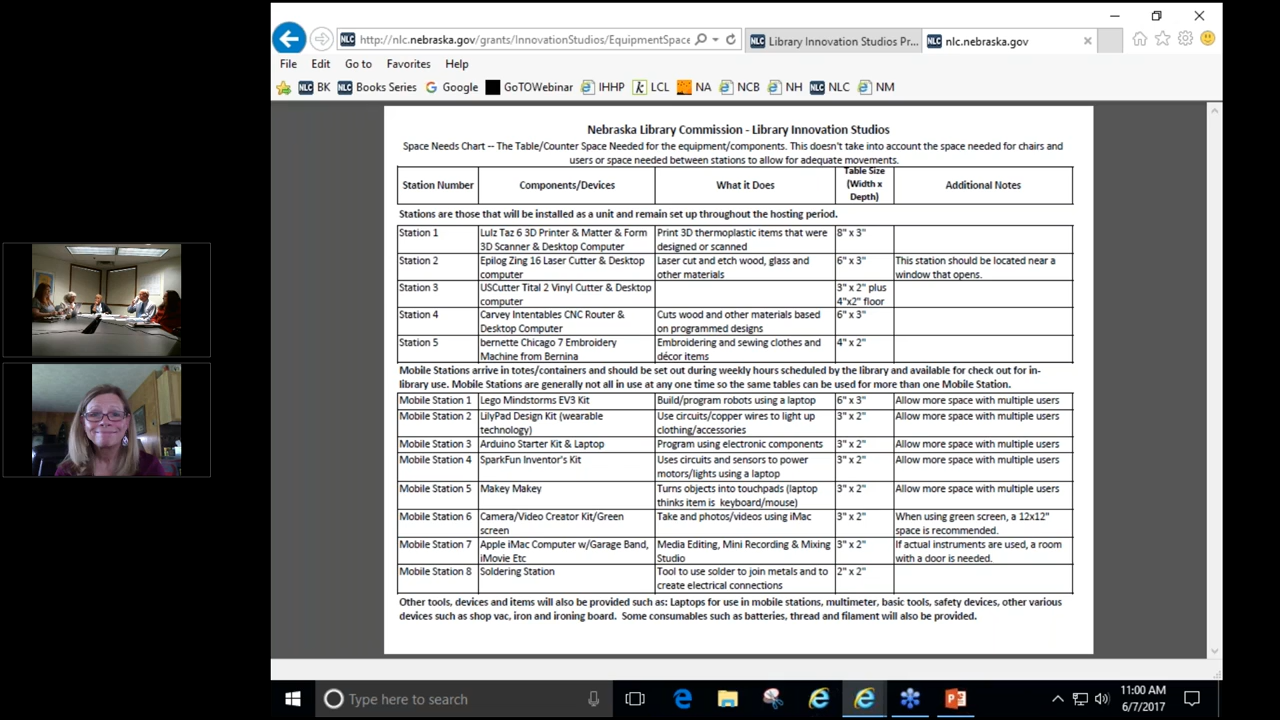 http://nlc.nebraska.gov/grants/InnovationStudios/EquipmentSpace
NLC Library Innovation Studios Pr...
NLC nlc.nebraska.gov
File Edit Go to Favorites Help
NLC BK NLC Books Series G Google GoTOWebinar IHHP k LCL NA NCB NH NLC NLC NM
Nebraska Library Commission - Library Innovation Studios
Space Needs Chart -- The Table/Counter Space Needed for the equipment/components. This doesn't take into account the space needed for chairs and
users or space needed between stations to allow for adequate movements.
Station Number Components/Devices What it Does Table Size (Width x Depth) Additional Notes
Stations are those that will be installed as a unit and remain set up throughout the hosting period.
Station 1 Lulz Taz 6 3D Printer & Matter & Form Print 3D thermoplastic items that were 8" x 3"
3D Scanner & Desktop Computer designed or scanned
Station 2 Epilog Zing 16 Laser Cutter & Desktop Laser cut and etch wood, glass and 6" x 3" This station should be located near a
computer other materials window that opens.
Station 3 USCutter Tital 2 Vinyl Cutter & Desktop 3" x 2" plus
computer 4"x2" floor
Station 4 Carvey Intentables CNC Router & Cuts wood and other materials based 6" x 3"
Desktop Computer on programmed designs
Station 5 bernette Chicago 7 Embroidery Embroidering and sewing clothes and 4" x 2"
Machine from Bernina décor items
Mobile Stations arrive in totes/containers and should be set out during weekly hours scheduled by the library and available for check out for in-
library use. Mobile Stations are generally not all in use at any one time so the same tables can be used for more than one Mobile Station.
Mobile Station 1 Lego Mindstorms EV3 Kit Build/program robots using a laptop 6" x 3" Allow more space with multiple users
Mobile Station 2 LilyPad Design Kit (wearable Use circuits/copper wires to light up 3" x 2" Allow more space with multiple users
technology) clothing/accessories
Mobile Station 3 Arduino Starter Kit & Laptop Program using electronic components 3" x 2" Allow more space with multiple users
Mobile Station 4 SparkFun Inventor's Kit Uses circuits and sensors to power 3" x 2" Allow more space with multiple users
motors/lights using a laptop
Mobile Station 5 Makey Makey Turns objects into touchpads (laptop 3" x 2" Allow more space with multiple users
thinks item is keyboard/mouse)
Mobile Station 6 Camera/Video Creator Kit/Green Take and photos/videos using iMac 3" x 2" When using green screen, a 12x12"
screen space is recommended.
Mobile Station 7 Apple iMac Computer w/Garage Band, Media Editing, Mini Recording & Mixing 3" x 2" If actual instruments are used, a room
iMovie Etc Studio with a door is needed.
Mobile Station 8 Soldering Station Tool to use solder to join metals and to 2" x 2"
create electrical connections
Other tools, devices and items will also be provided such as: Laptops for use in mobile stations, multimeter, basic tools, safety devices, other various
devices such as shop vac, iron and ironing board. Some consumables such as batteries, thread and filament will also be provided.
Type here to search
11:00 AM
6/7/2017